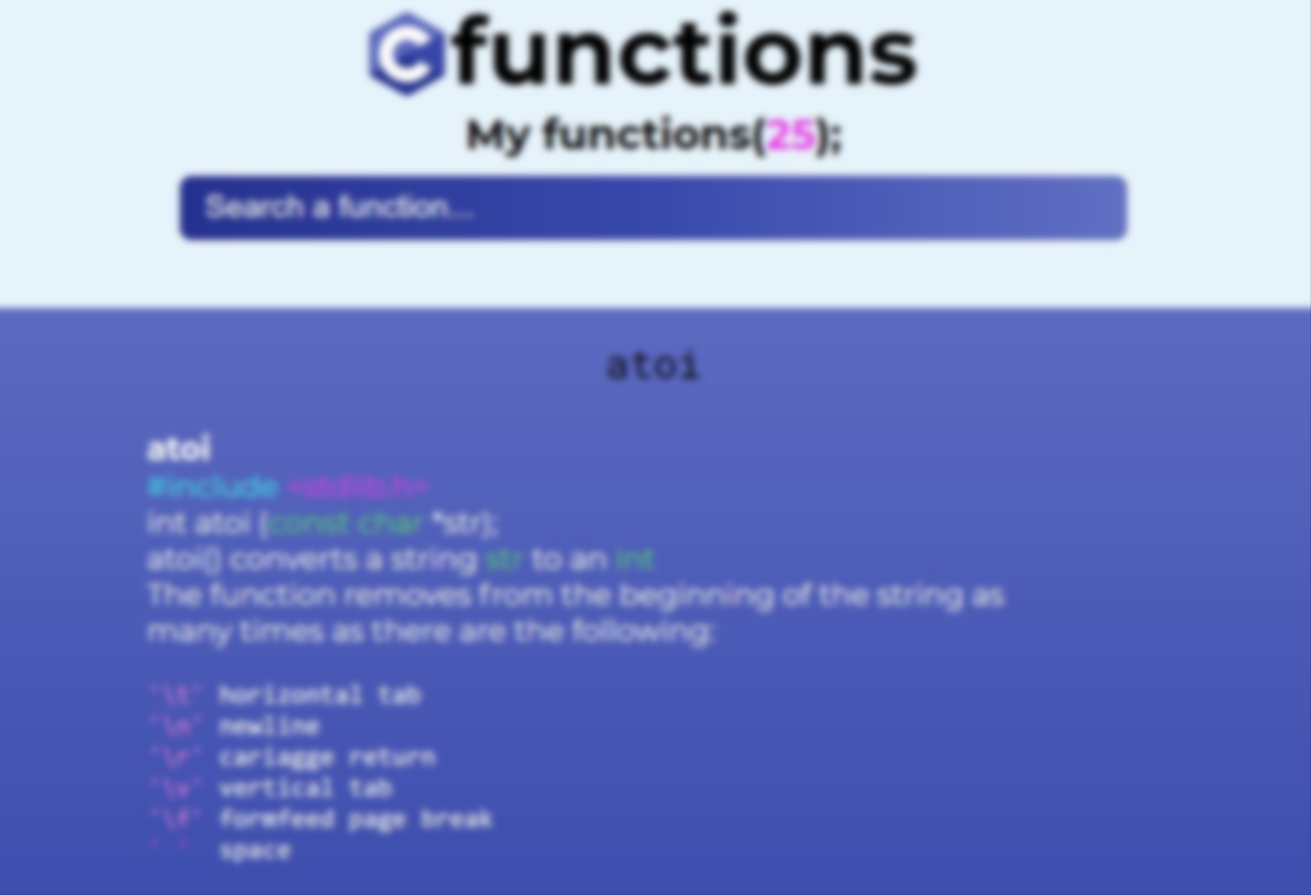 C functions
My functions(25);
Search a function...
atoi
atoi
#include <stdlib.h>
int atoi (const char *str);
atoi() converts a string str to an int
The function removes from the beginning of the string as
many times as there are the following:
'\t' horizontal tab
'\n' newline
'\r' cariagge return
'\v' vertical tab
'\f' formfeed page break
' ' space